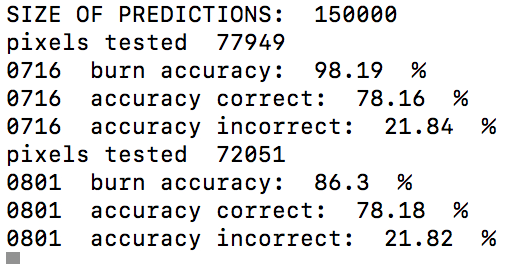 SIZE OF PREDICTIONS:  150000
pixels tested  77949
0716  burn accuracy:  98.19  %
0716  accuracy correct:  78.16  %
0716  accuracy incorrect:  21.84  %
pixels tested  72051
0801  burn accuracy:  86.3  %
0801  accuracy correct:  78.18  %
0801  accuracy incorrect:  21.82  %